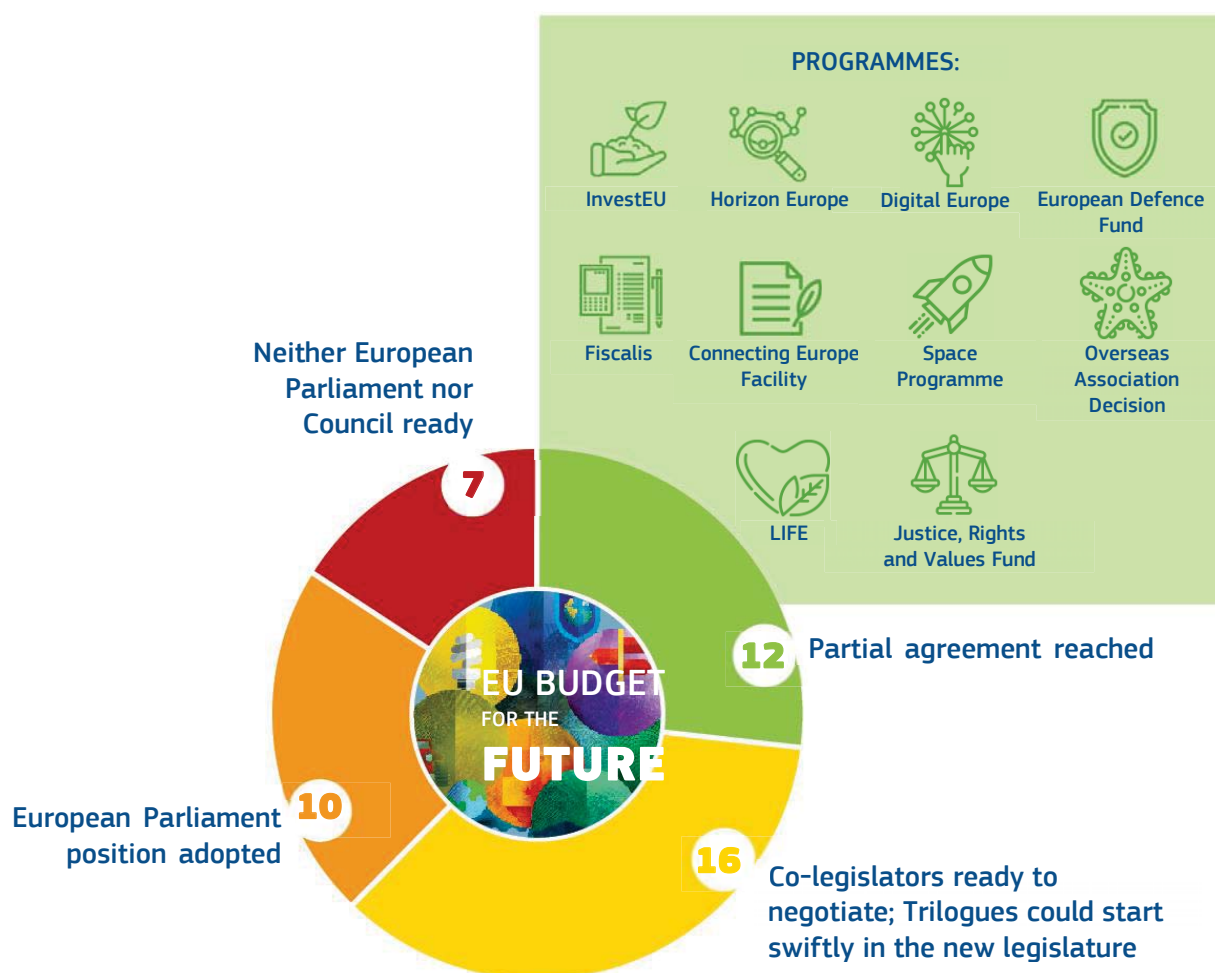 PROGRAMMES:
InvestEU
Horizon Europe
Digital Europe
European Defence
Fund
Fiscalis
Connecting Europe
Facility
Space
Programme
Overseas
Association
Decision
LIFE
Justice, Rights
and Values Fund
Neither European
Parliament nor
Council ready
7
12
Partial agreement reached
EU BUDGET
FOR THE
FUTURE
10
European Parliament
position adopted
16
Co-legislators ready to
negotiate; Trilogues could start
swiftly in the new legislature